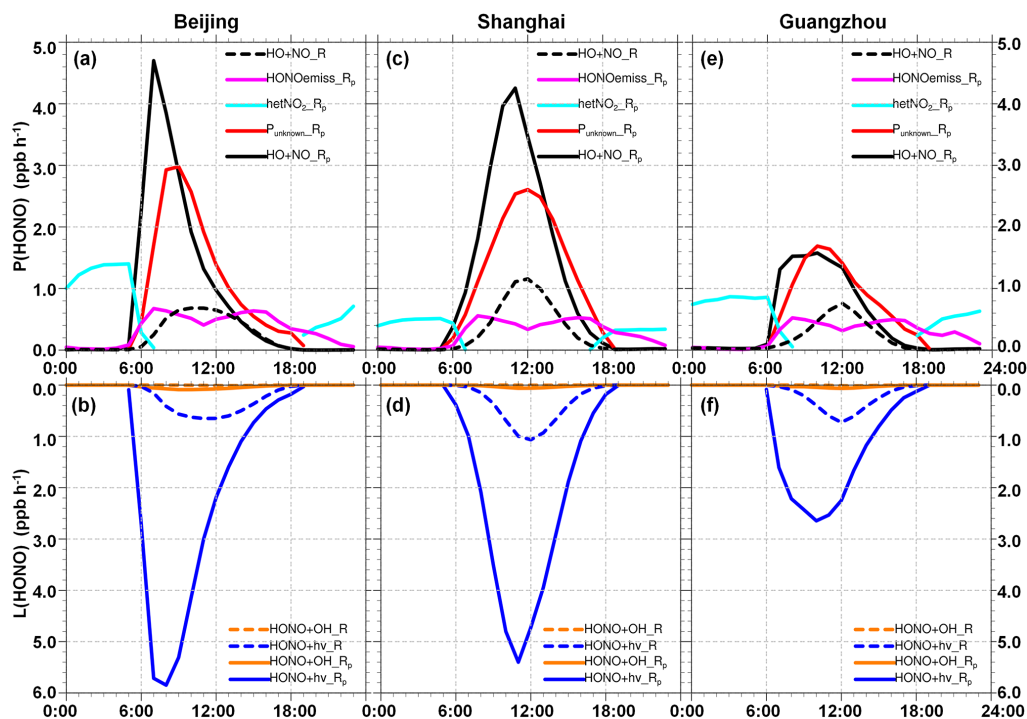 Beijing Shanghai Guangzhou
5.0 (a) HO+NO_R (c) HO+NO_R (e) HO+NO_R 5.0
HONOemiss_Rp HONOemiss_Rp HONOemiss_Rp
4.0 hetNO2_Rp hetNO2_Rp hetNO2_Rp 4.0
Punknown_Rp Punknown_Rp Punknown_Rp
3.0 HO+NO_Rp HO+NO_Rp HO+NO_Rp 3.0
P(HONO) (ppb h-1)
2.0 2.0
1.0 1.0
0.0 0.0
0:00 6:00 12:00 18:00 0:00 6:00 12:00 18:00 0:00 6:00 12:00 18:00 24:00
0.0 (b) (d) (f) 0.0
1.0 1.0
2.0 2.0
L(HONO) (ppb h-1)
3.0 3.0
4.0 4.0
HONO+OH_R HONO+OH_R HONO+OH_R
5.0 HONO+hv_R HONO+hv_R HONO+hv_R 5.0
HONO+OH_Rp HONO+OH_Rp HONO+OH_Rp
6.0 HONO+hv_Rp HONO+hv_Rp HONO+hv_Rp 6.0
0:00 6:00 12:00 18:00 0:00 6:00 12:00 18:00 0:00 6:00 12:00 18:00 24:00